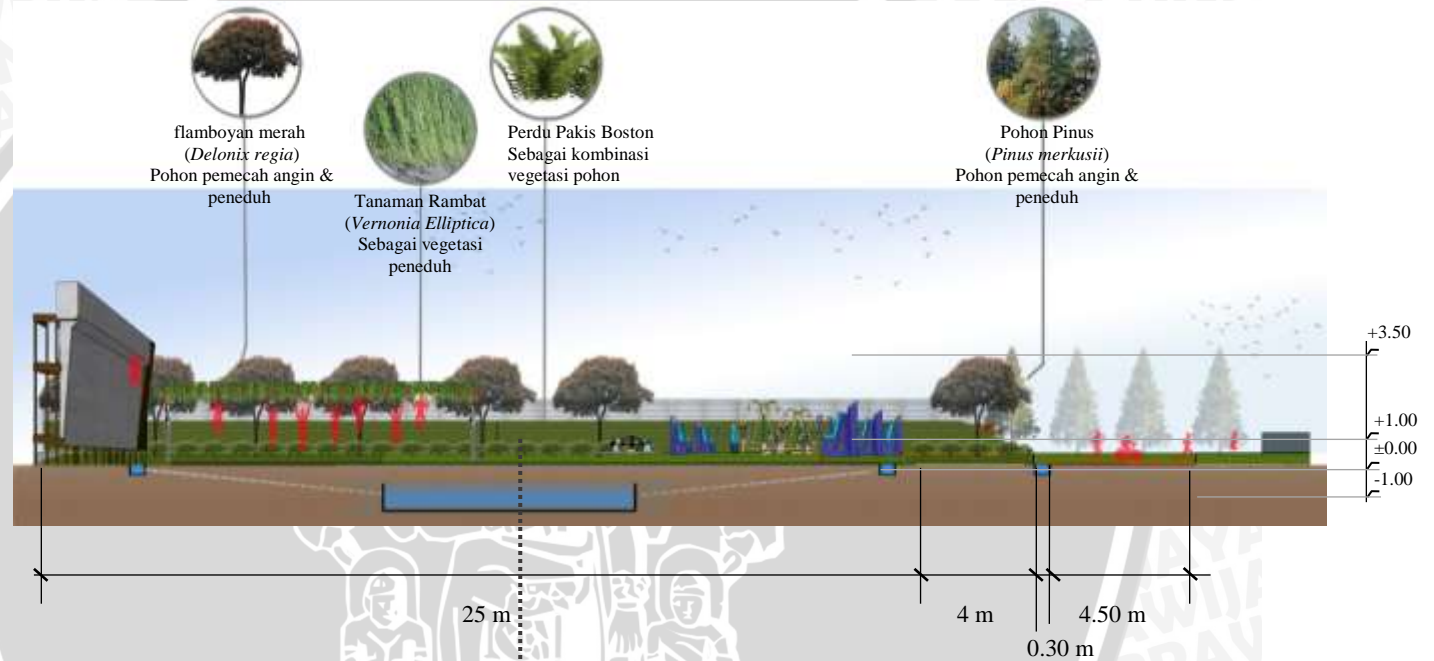 flamboyan merah
(Delonix regia)
Pohon pemecah angin &
peneduh
Tanaman Rambat
(Vernonia Elliptica)
Sebagai vegetasi
peneduh
Perdu Pakis Boston
Sebagai kombinasi
vegetasi pohon
Pohon Pinus
(Pinus merkusii)
Pohon pemecah angin &
peneduh
+3.50
+1.00
±0.00
-1.00
25 m
4 m
0.30 m
4.50 m